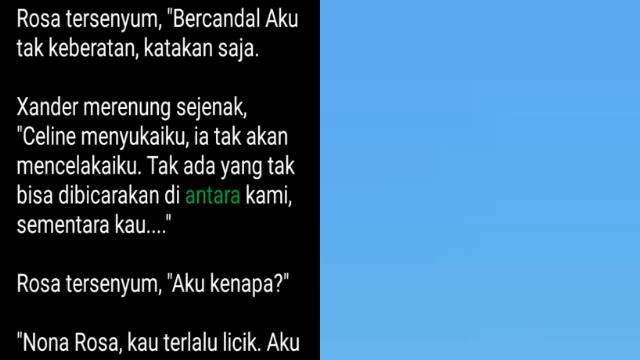 Rosa tersenyum, "Bercandal Aku
tak keberatan, katakan saja.
Xander merenung sejenak,
"Celine menyukaiku, ia tak akan
mencelakaiku. Tak ada yang tak
bisa dibicarakan di antara kami,
sementara kau...."
Rosa tersenyum, "Aku kenapa?"
"Nona Rosa, kau terlalu licik. Aku